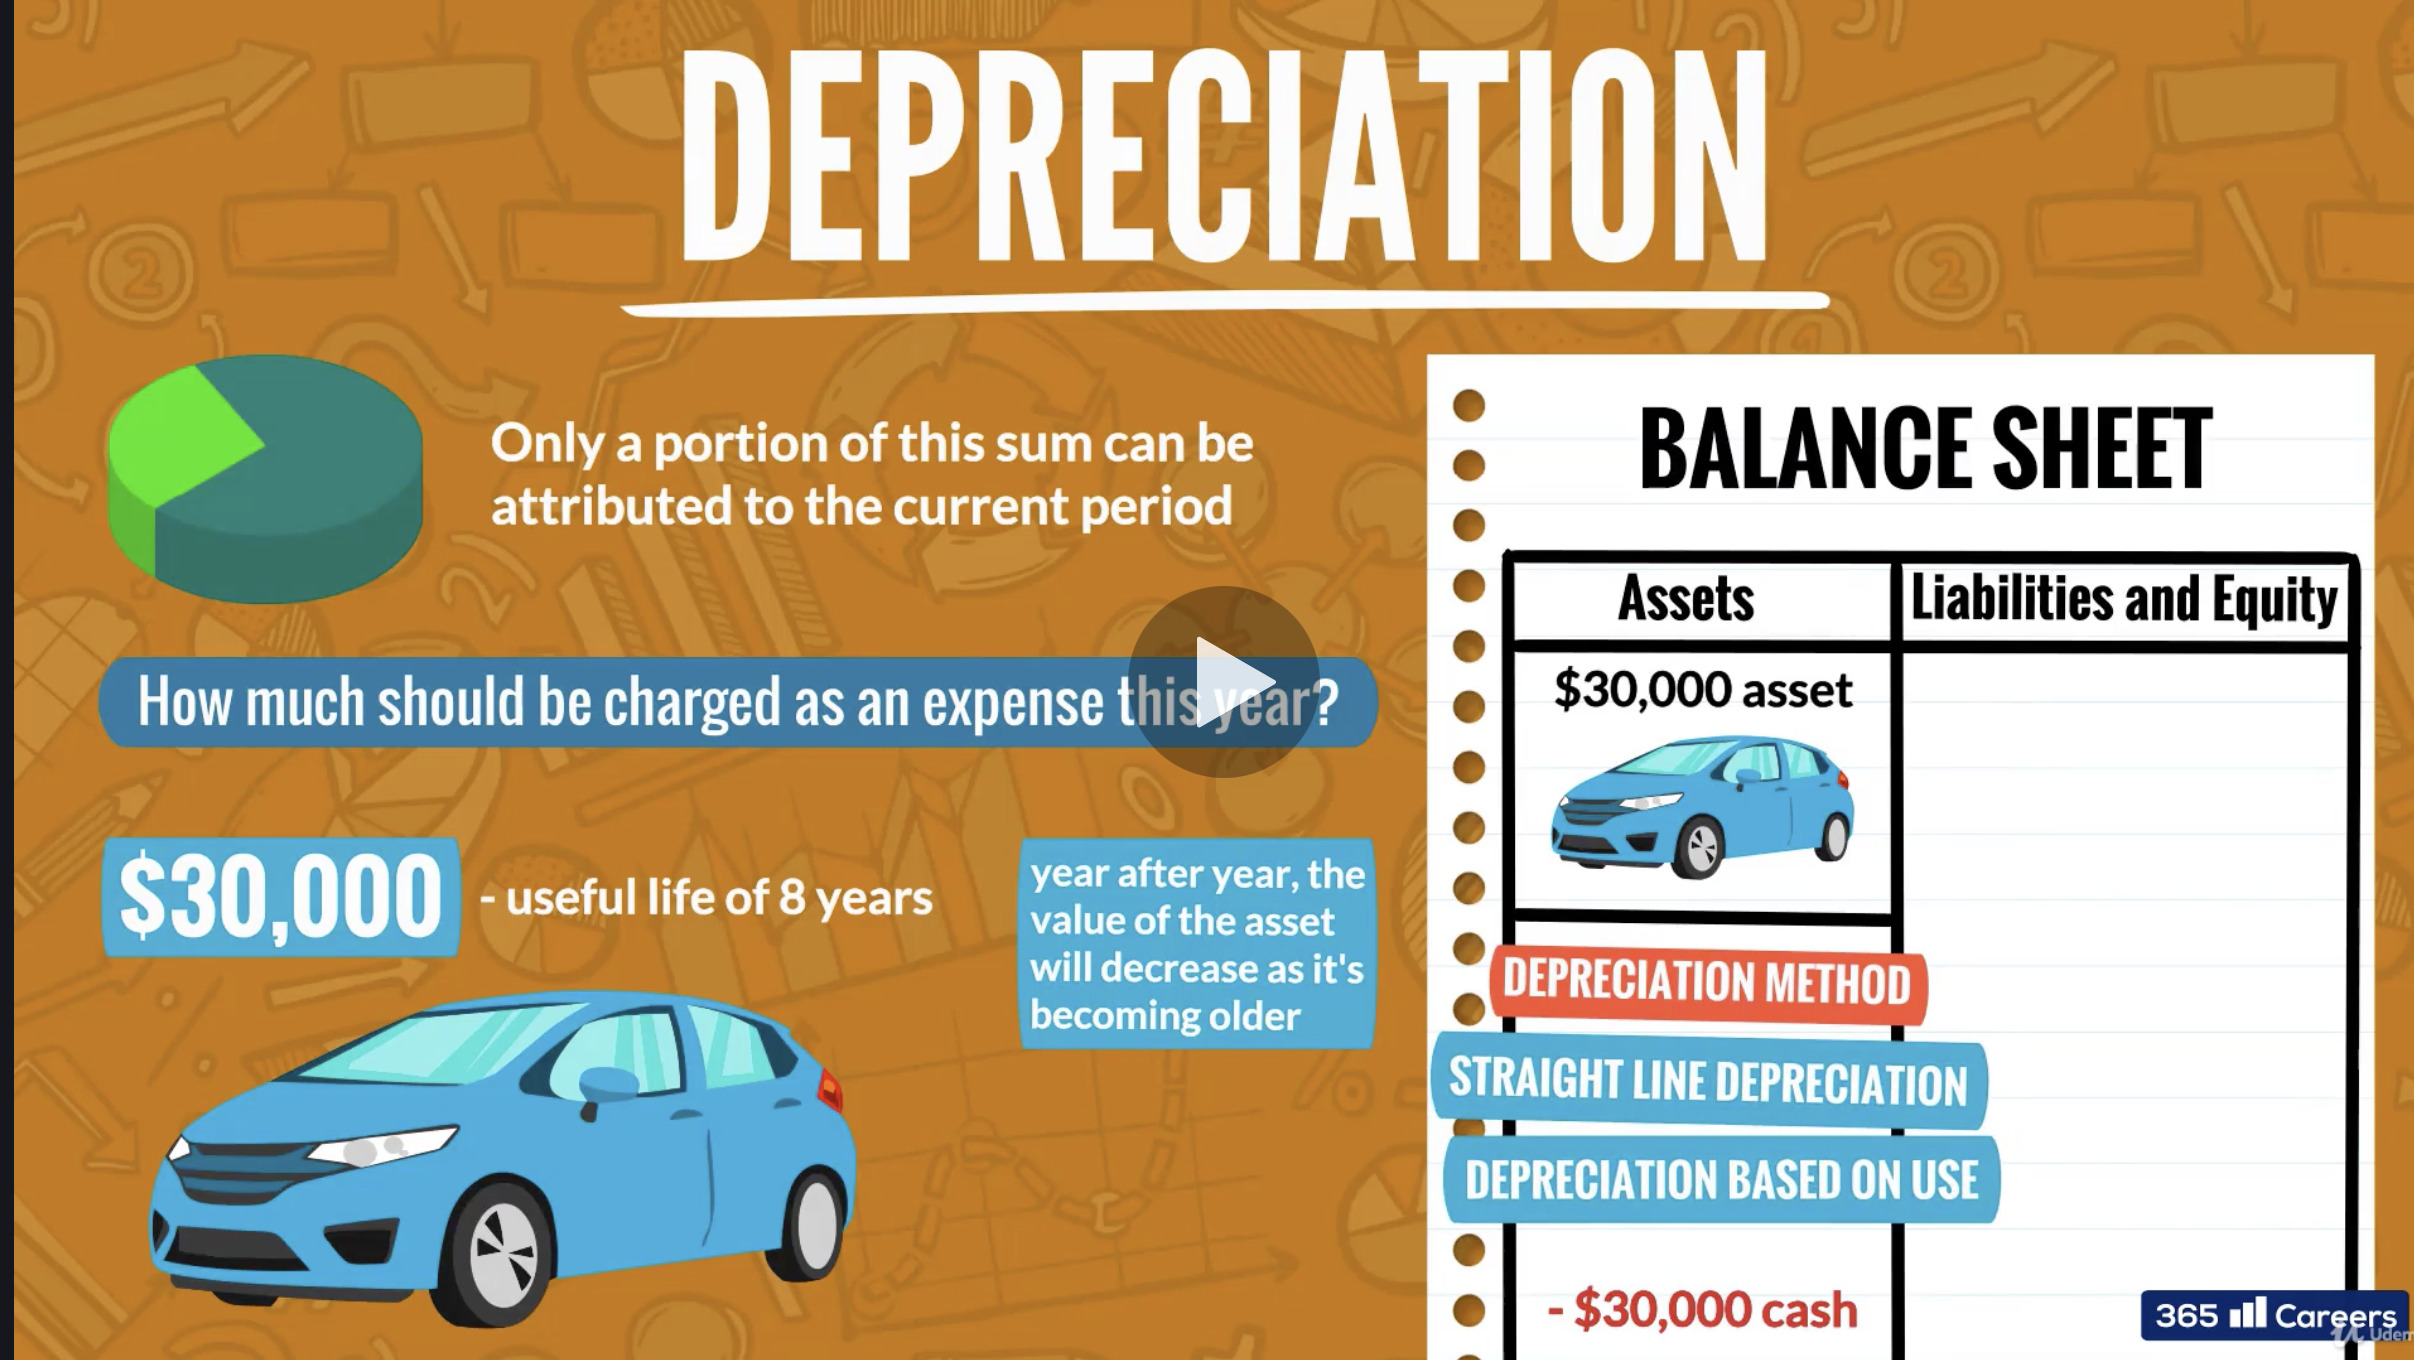 DEPRECIATION
Only a portion of this sum can be
attributed to the current period
How much should be charged as an expense this year?
$30,000
- useful life of 8 years
year after year, the
value of the asset
will decrease as it's
becoming older
BALANCE SHEET
Assets
Liabilities and Equity
$30,000 asset
DEPRECIATION METHOD
STRAIGHT LINE DEPRECIATION
DEPRECIATION BASED ON USE
- $30,000 cash
365 Careers